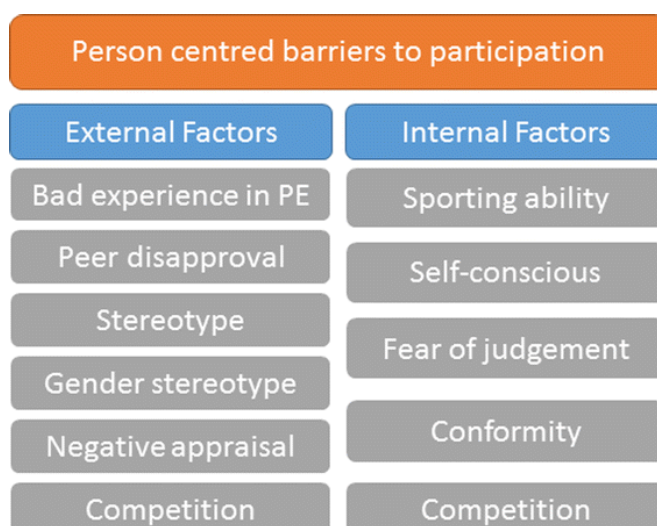 Person centred barriers to participation
External Factors
Bad experience in PE
Peer disapproval
Stereotype
Gender stereotype
Negative appraisal
Competition
Internal Factors
Sporting ability
Self-conscious
Fear of judgement
Conformity
Competition